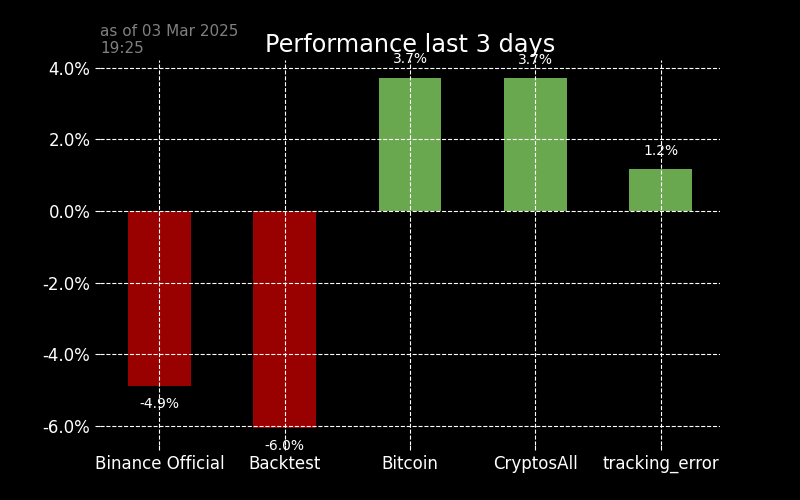 as of 03 Mar 2025
19:25
Performance last 3 days
3.7%
3.7%
4.0%
2.0%
1.2%
0.0%
-2.0%
-4.0%
-4.9%
-6.0%
-6.0%
Binance Official
Backtest
Bitcoin
CryptosAll
tracking_error